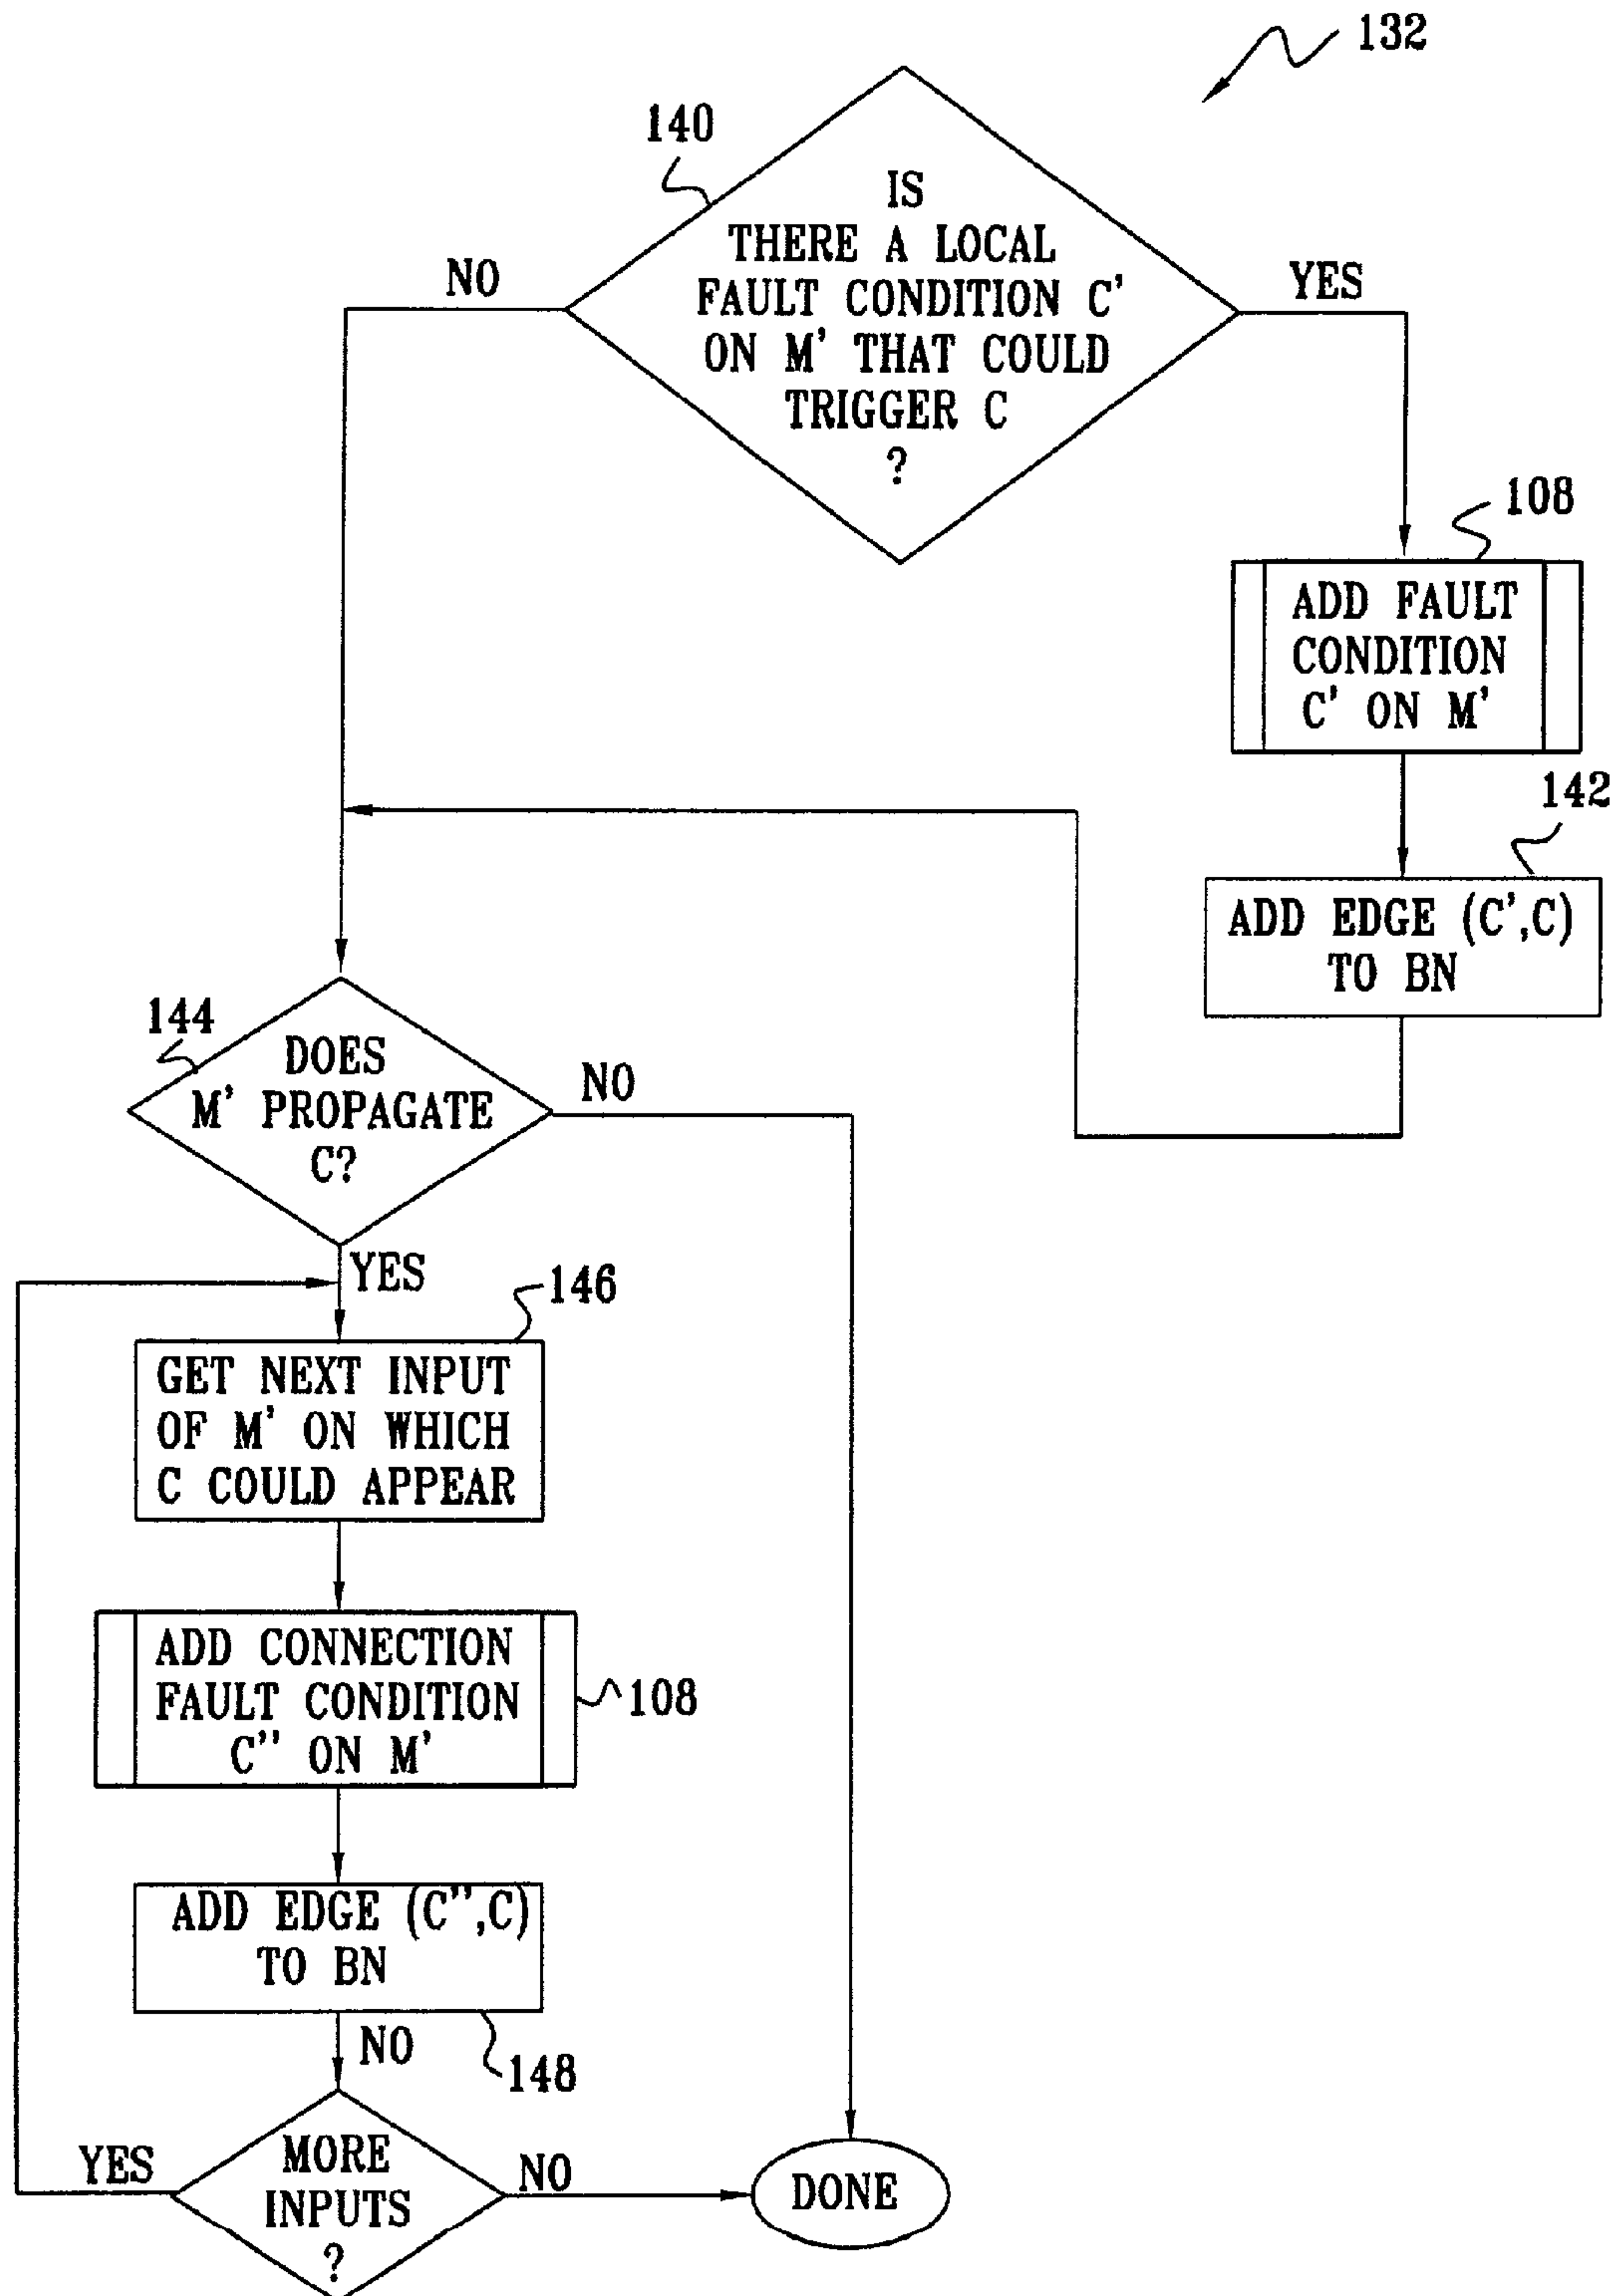 132
140
IS
THERE A LOCAL
FAULT CONDITION C'
ON M' THAT COULD
TRIGGER C
?
NO
YES
108
ADD FAULT
CONDITION
C' ON M'
142
ADD EDGE (C',C)
TO BN
144
DOES
M' PROPAGATE
C?
NO
YES
146
GET NEXT INPUT
OF M' ON WHICH
C COULD APPEAR
ADD CONNECTION
FAULT CONDITION
C'' ON M'
108
ADD EDGE (C'',C)
TO BN
NO
148
YES
MORE
INPUTS
?
NO
DONE